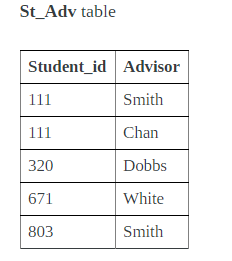 St_Adv table
Student_id Advisor
111 Smith
111 Chan
320 Dobbs
671 White
803 Smith